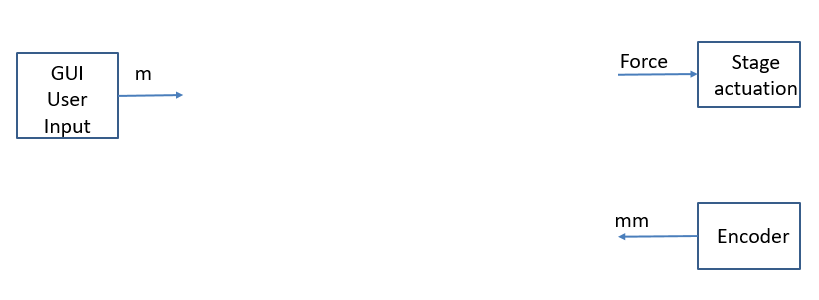 GUI
User
Input
m
Force
Stage
actuation
mm
Encoder